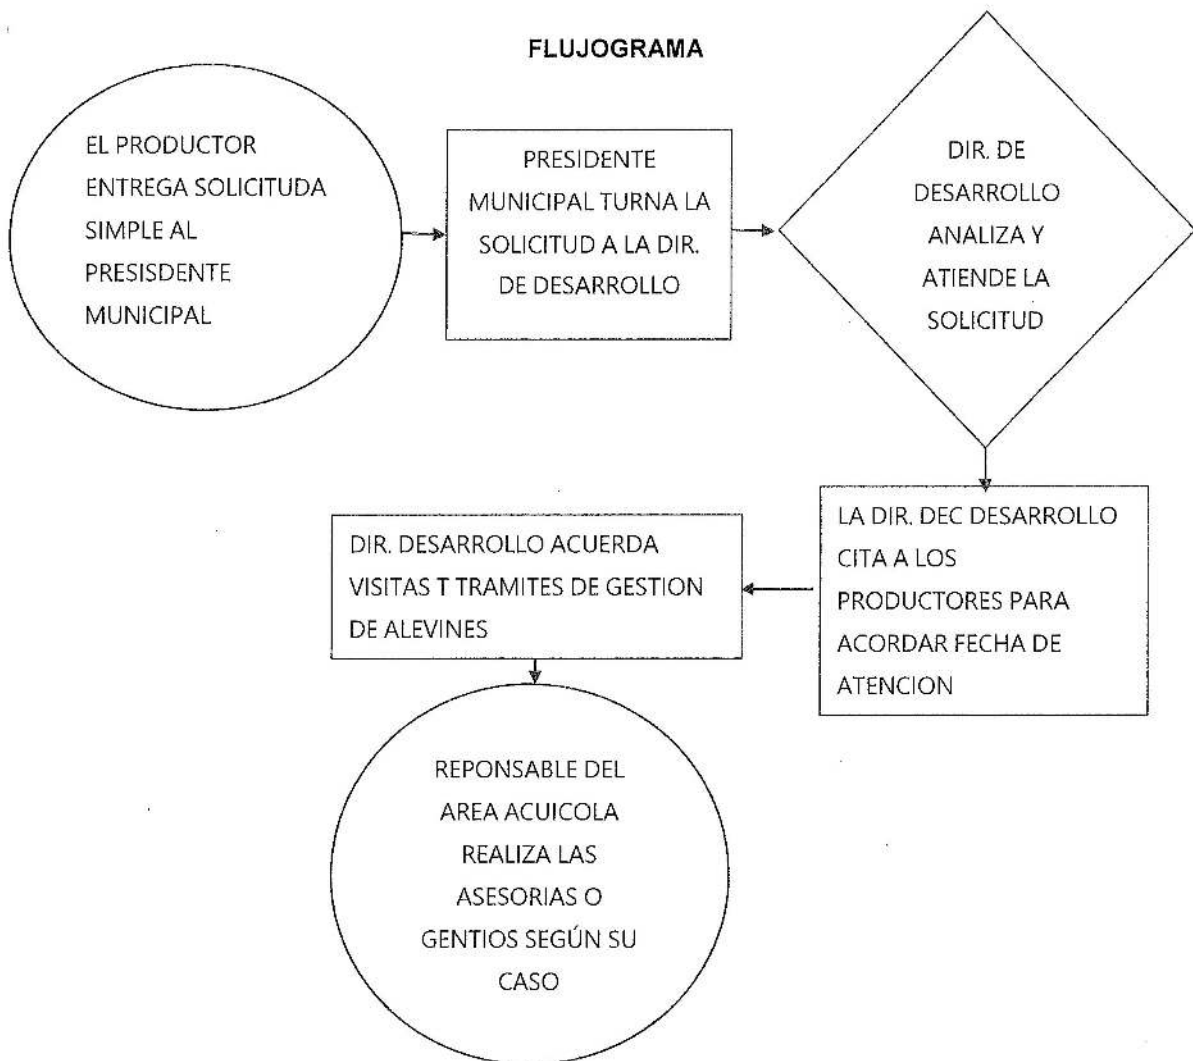 FLUJOGRAMA
EL PRODUCTOR
ENTREGA SOLICITUDA
SIMPLE AL
PRESISDENTE
MUNICIPAL
PRESIDENTE
MUNICIPAL TURNA LA
SOLICITUD A LA DIR.
DE DESARROLLO
DIR. DE
DESARROLLO
ANALIZA Y
ATIENDE LA
SOLICITUD
LA DIR. DEC DESARROLLO
CITA A LOS
PRODUCTORES PARA
ACORDAR FECHA DE
ATENCION
DIR. DESARROLLO ACUERDA
VISITAS T TRAMITES DE GESTION
DE ALEVINES
REPONSABLE DEL
AREA ACUICOLA
REALIZA LAS
ASESORIAS O
GENTIOS SEGÚN SU
CASO